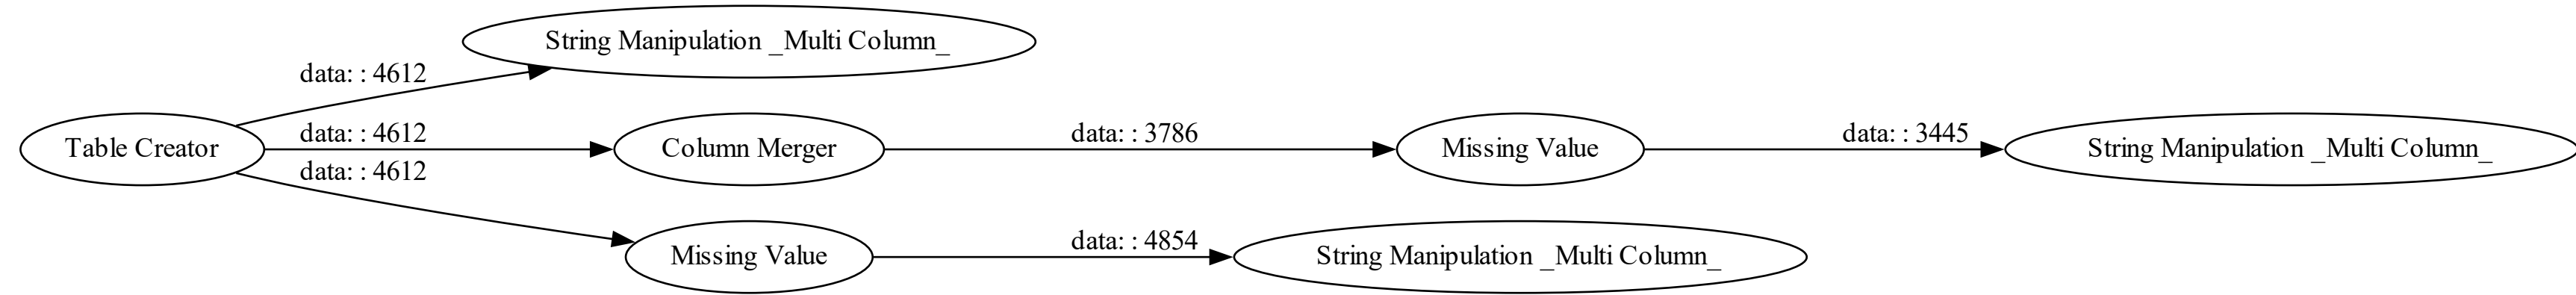 String Manipulation _Multi Column_
data: : 4612
Table Creator
data: : 4612
Column Merger
data: : 3786
Missing Value
data: : 3445
String Manipulation _Multi Column_
data: : 4612
Missing Value
data: : 4854
String Manipulation _Multi Column_